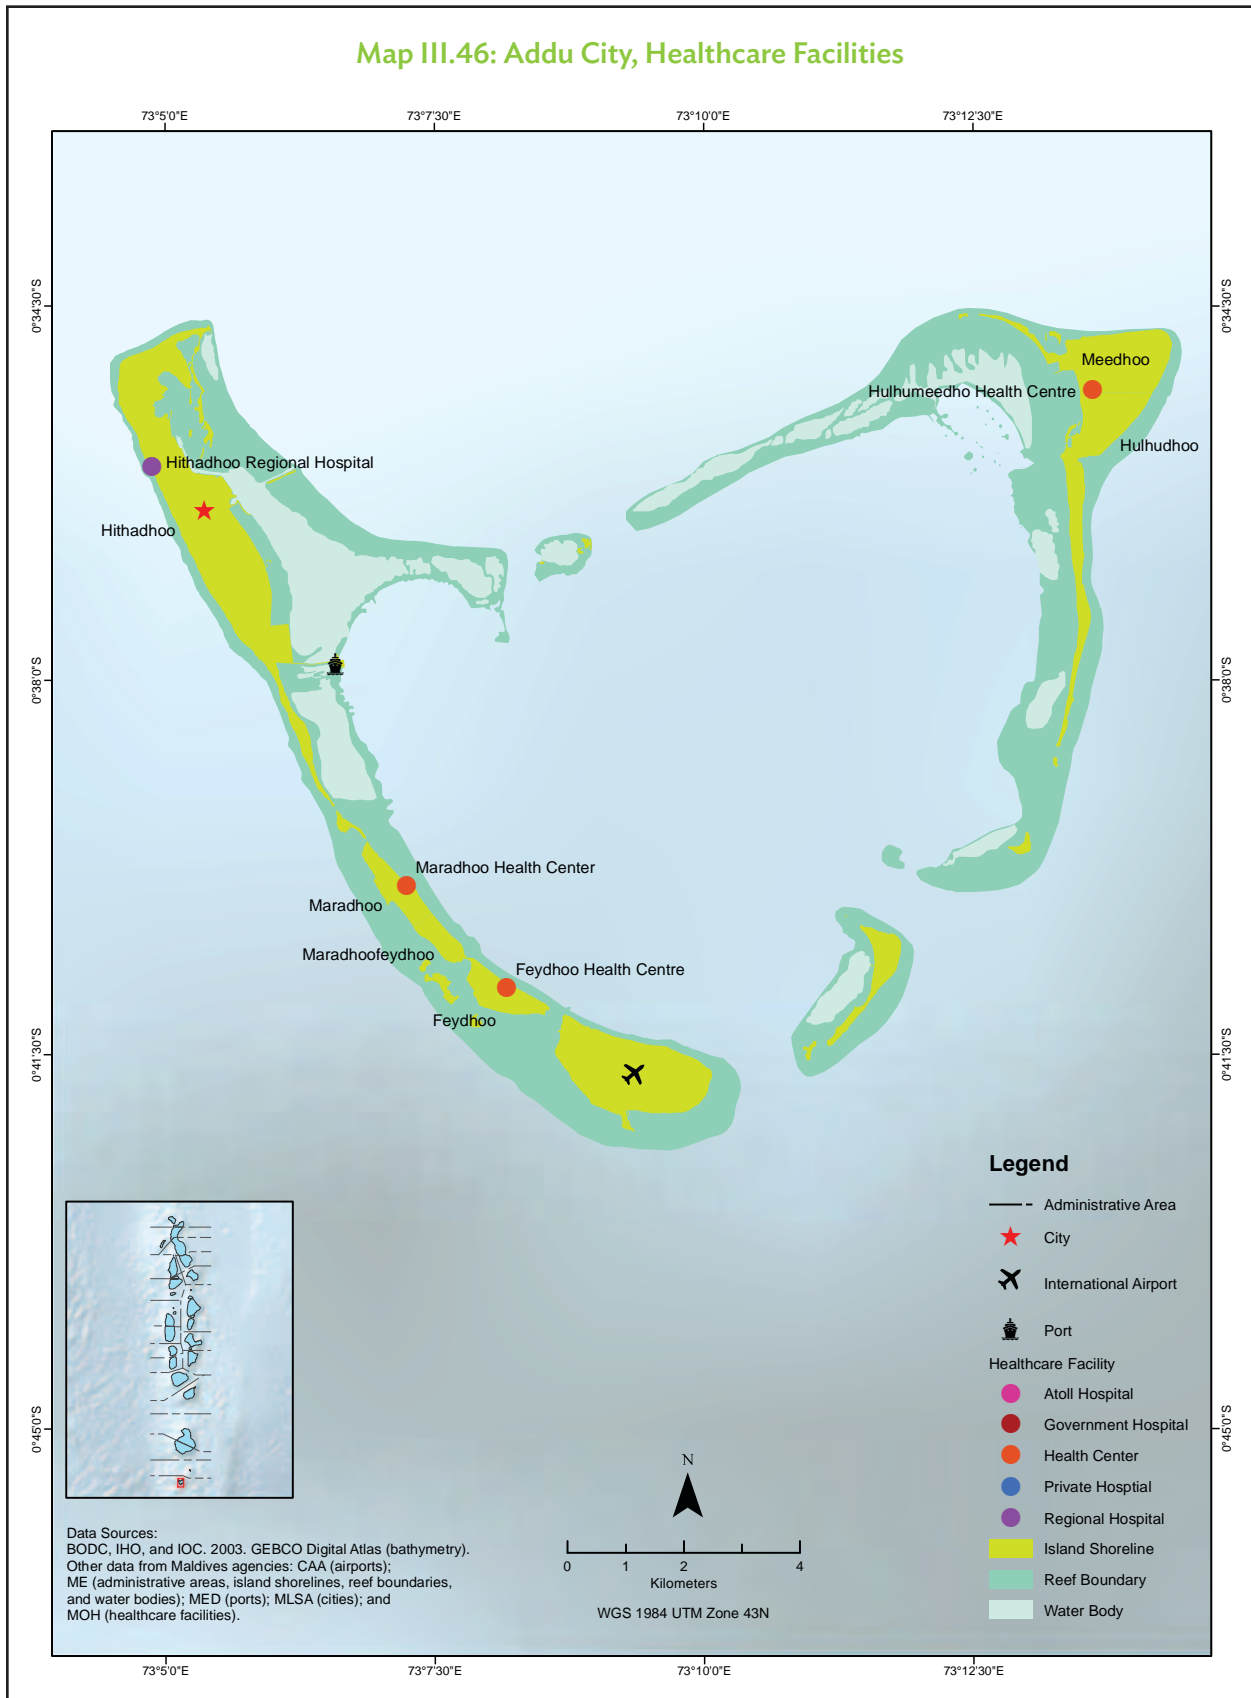 Map III.46: Addu City, Healthcare Facilities
73°5'0"E
73°7'30"E
73°10'0"E
73°12'30"E
0°34'30"S
0°34'30"S
Meedhoo
Hulhumeedho Health Centre
Hulhudhoo
Hithadhoo Regional Hospital
Hithadhoo
0°38'0"S
0°38'0"S
Maradhoo Health Center
Maradhoo
Maradhoofeydhoo
Feydhoo Health Centre
Feydhoo
0°41'30"S
0°41'30"S
Legend
Administrative Area
City
International Airport
Port
Healthcare Facility
Atoll Hospital
Government Hospital
Health Center
Private Hosptial
Regional Hospital
Island Shoreline
Reef Boundary
Water Body
0°45'0"S
0°45'0"S
N
0 1 2 4
Kilometers
WGS 1984 UTM Zone 43N
Data Sources:
BODC, IHO, and IOC. 2003. GEBCO Digital Atlas (bathymetry).
Other data from Maldives agencies: CAA (airports);
ME (administrative areas, island shorelines, reef boundaries,
and water bodies); MED (ports); MLSA (cities); and
MOH (healthcare facilities).
73°5'0"E
73°7'30"E
73°10'0"E
73°12'30"E